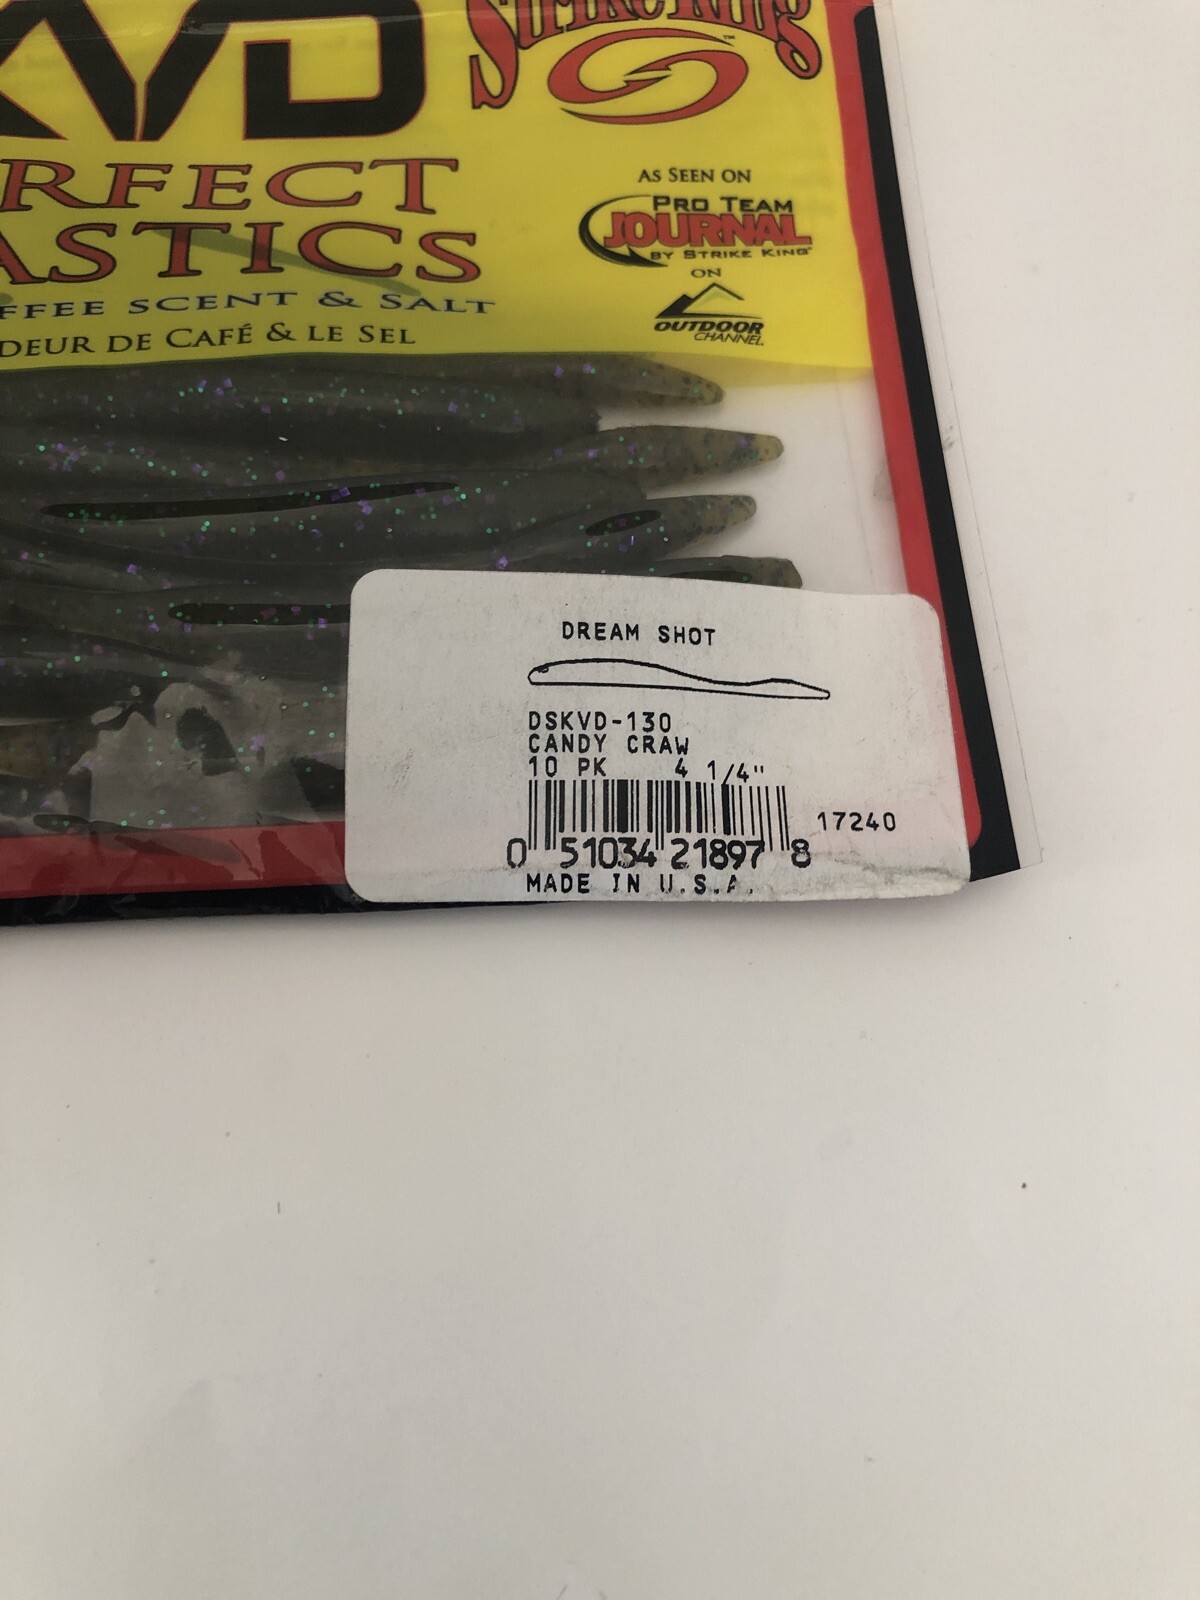 KVD
Strike King
™
RFECT
ASTICS
FFEE SCENT & SALT
DEUR DE CAFÉ & LE SEL
AS SEEN ON
PRO TEAM
JOURNAL
BY STRIKE KING
ON
OUTDOOR
CHANNEL
DREAM SHOT
DSKVD-130
CANDY CRAW
10 PK 4 1/4"
17240
0 51034 21897 8
MADE IN U.S.A.